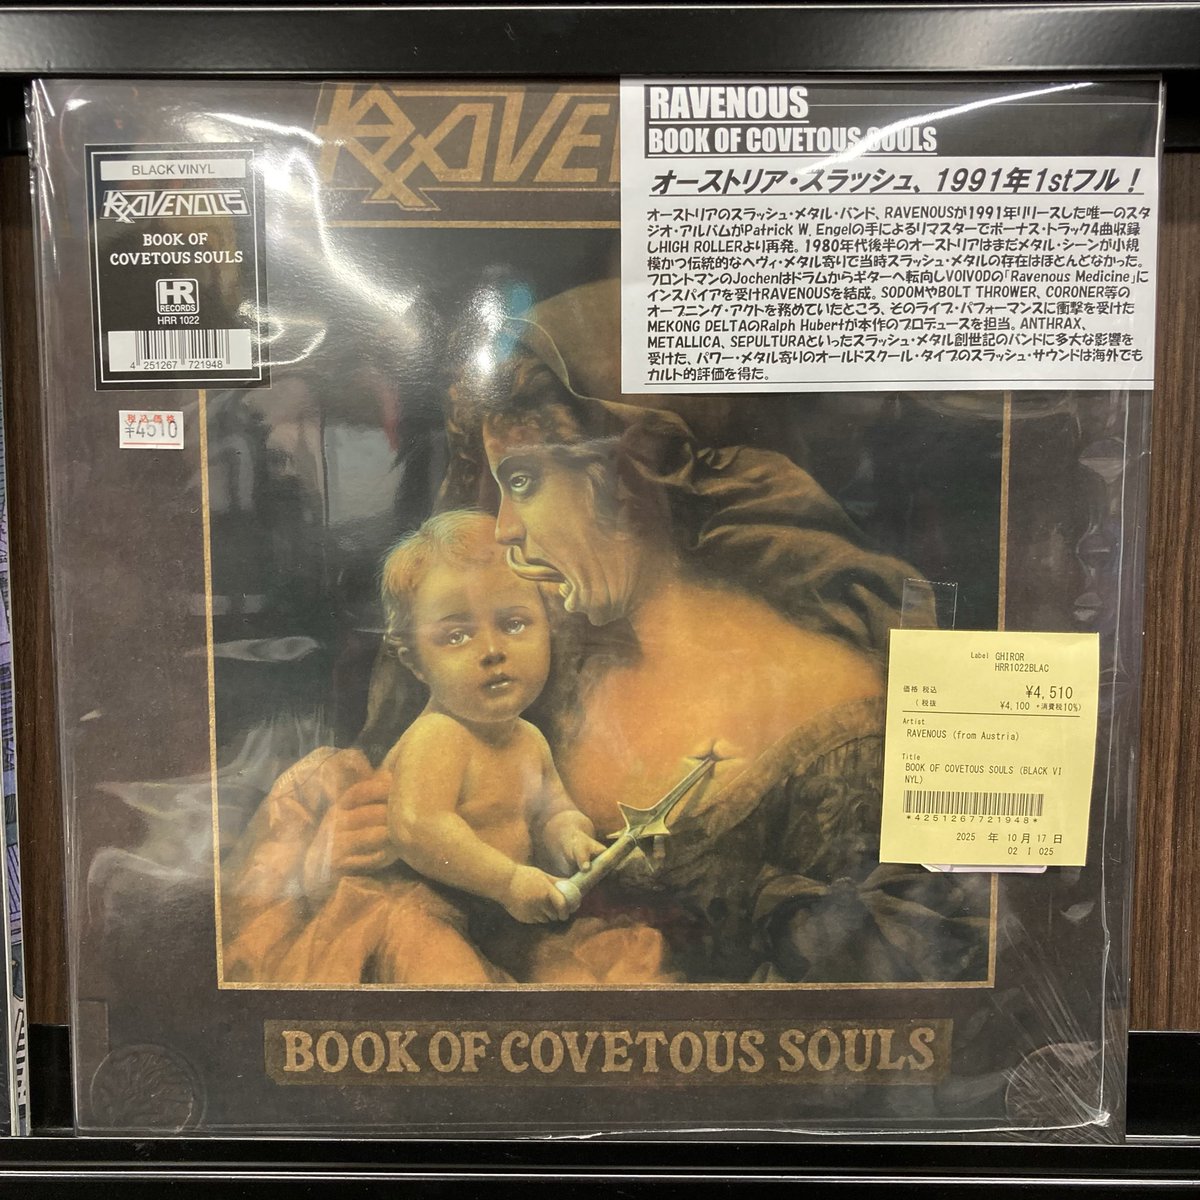 RAVENOUS
BLACK VINYL
RAVENOUS
BOOK OF
COVETOUS SOULS
HR
RECORDS
HRR 1022
4 251267 721948
税込価格
¥4510
RAVENOUS
BOOK OF COVETOUS SOULS
オーストリア・スラッシュ、1991年1stフル！
オーストリアのスラッシュ・メタル・バンド、RAVENOUSが1991年リリースした唯一のスタ
ジオ・アルバムがPatrick W. Engelの手によるリマスターでボーナス・トラック4曲収録
しHIGH ROLLERより再発。1980年代後半のオーストリアはまだメタル・シーンが小規
模かつ伝統的なヘヴィ・メタル寄りで当時スラッシュ・メタルの存在はほとんどなかった。
フロントマンのJochenはドラムからギターへ転向しVOIVODの「Ravenous Medicine」に
インスパイアを受けRAVENOUSを結成。SODOMやBOLT THROWER、CORONER等の
オープニング・アクトを務めていたところ、そのライブ・パフォーマンスに衝撃を受けた
MEKONG DELTAのRalph Hubertが本作のプロデュースを担当。ANTHRAX、
METALLICA、SEPULTURAといったスラッシュ・メタル創世記のバンドに多大な影響を
受けた、パワー・メタル寄りのオールドスクール・タイプのスラッシュ・サウンドは海外でも
カルト的評価を得た。
Label GHIROR
HRR1022BLAC
価格 税込 ¥4,510
(税抜 ¥4,100 +消費税10%)
Artist
RAVENOUS (from Austria)
Title
BOOK OF COVETOUS SOULS (BLACK VI
NYL)
*4251267721948*
2025 年 10 月 17 日
02 I 025
BOOK OF COVETOUS SOULS